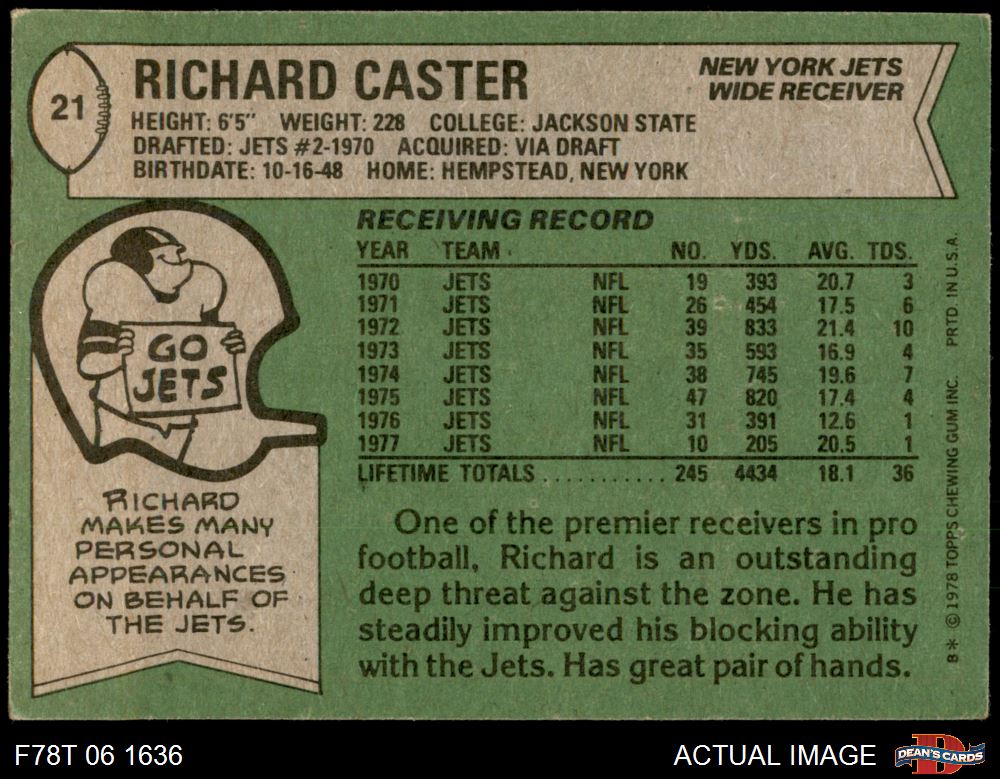 21
RICHARD CASTER
NEW YORK JETS
WIDE RECEIVER
HEIGHT: 6'5" WEIGHT: 228 COLLEGE: JACKSON STATE
DRAFTED: JETS #2-1970 ACQUIRED: VIA DRAFT
BIRTHDATE: 10-16-48 HOME: HEMPSTEAD, NEW YORK
RECEIVING RECORD
YEAR TEAM NO. YDS. AVG. TDS.
1970 JETS NFL 19 393 20.7 3
1971 JETS NFL 26 454 17.5 6
1972 JETS NFL 39 833 21.4 10
1973 JETS NFL 35 593 16.9 4
1974 JETS NFL 38 745 19.6 7
1975 JETS NFL 47 820 17.4 4
1976 JETS NFL 31 391 12.6 1
1977 JETS NFL 10 205 20.5 1
LIFETIME TOTALS .......... 245 4434 18.1 36
GO
JETS
RICHARD
MAKES MANY
PERSONAL
APPEARANCES
ON BEHALF OF
THE JETS.
One of the premier receivers in pro
football, Richard is an outstanding
deep threat against the zone. He has
steadily improved his blocking ability
with the Jets. Has great pair of hands.
8* © 1978 TOPPS CHEWING GUM INC. PRTD. IN U.S.A.
F78T 06 1636
ACTUAL IMAGE
D
DEAN'S CARDS